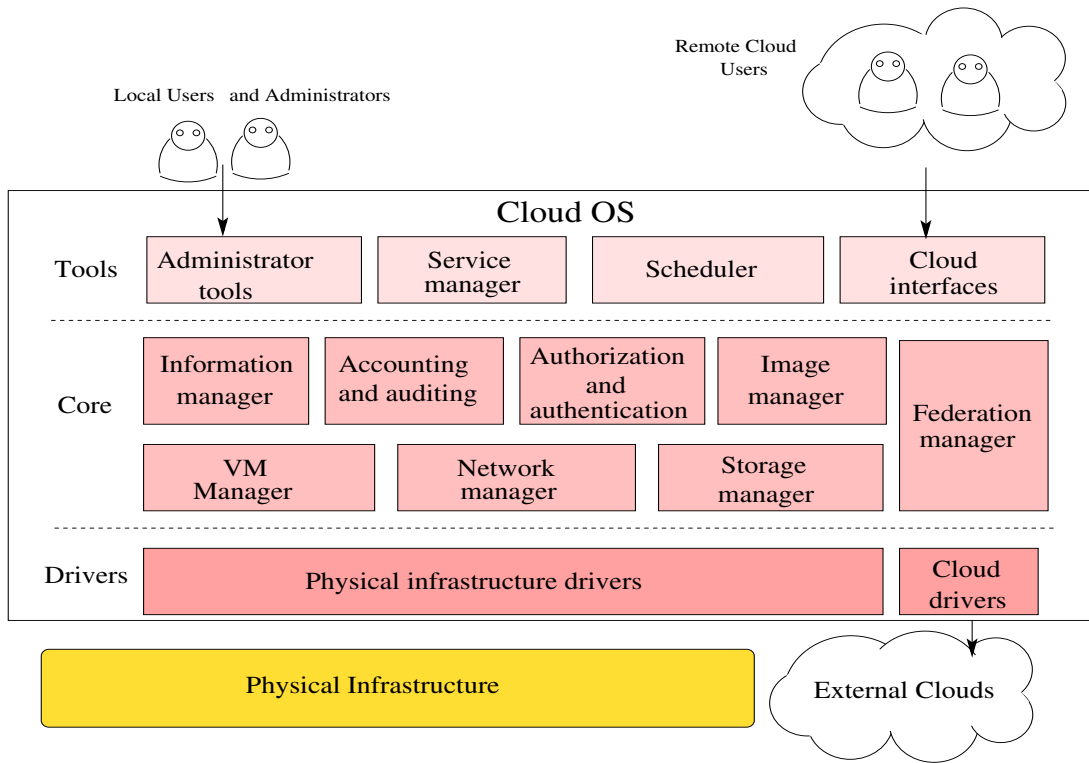 Remote Cloud
Users
Local Users and Administrators
Cloud OS
Tools
Administrator
tools
Service
manager
Scheduler
Cloud
interfaces
Core
Information
manager
Accounting
and auditing
Authorization
and
authentication
Image
manager
Federation
manager
VM
Manager
Network
manager
Storage
manager
Drivers
Physical infrastructure drivers
Cloud
drivers
Physical Infrastructure
External Clouds